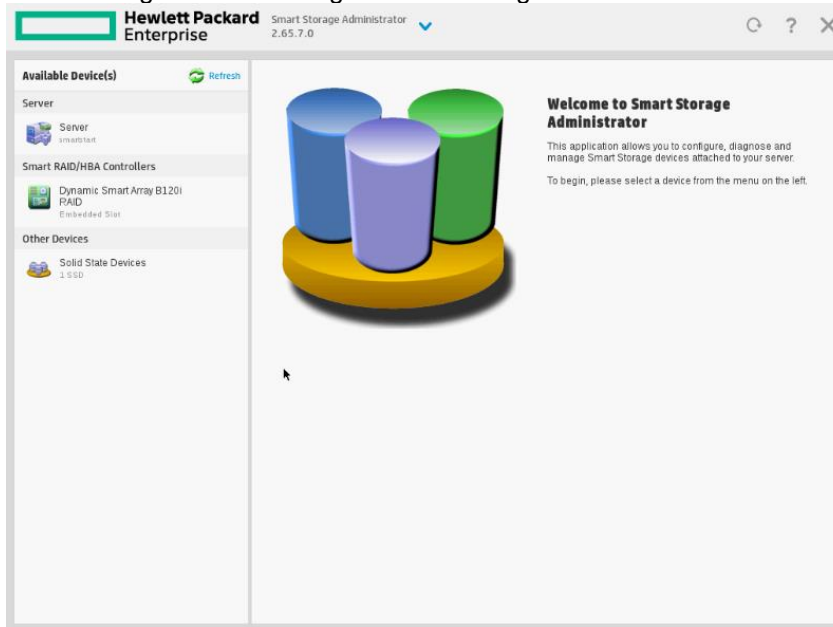 Hewlett Packard
Enterprise
Smart Storage Administrator
2.65.7.0
?
Available Device(s)
Refresh
Server
Server
smartstart
Smart RAID/HBA Controllers
Dynamic Smart Array B120i
RAID
Embedded Slot
Other Devices
Solid State Devices
1 SSD
Welcome to Smart Storage
Administrator
This application allows you to configure, diagnose and
manage Smart Storage devices attached to your server.
To begin, please select a device from the menu on the left.